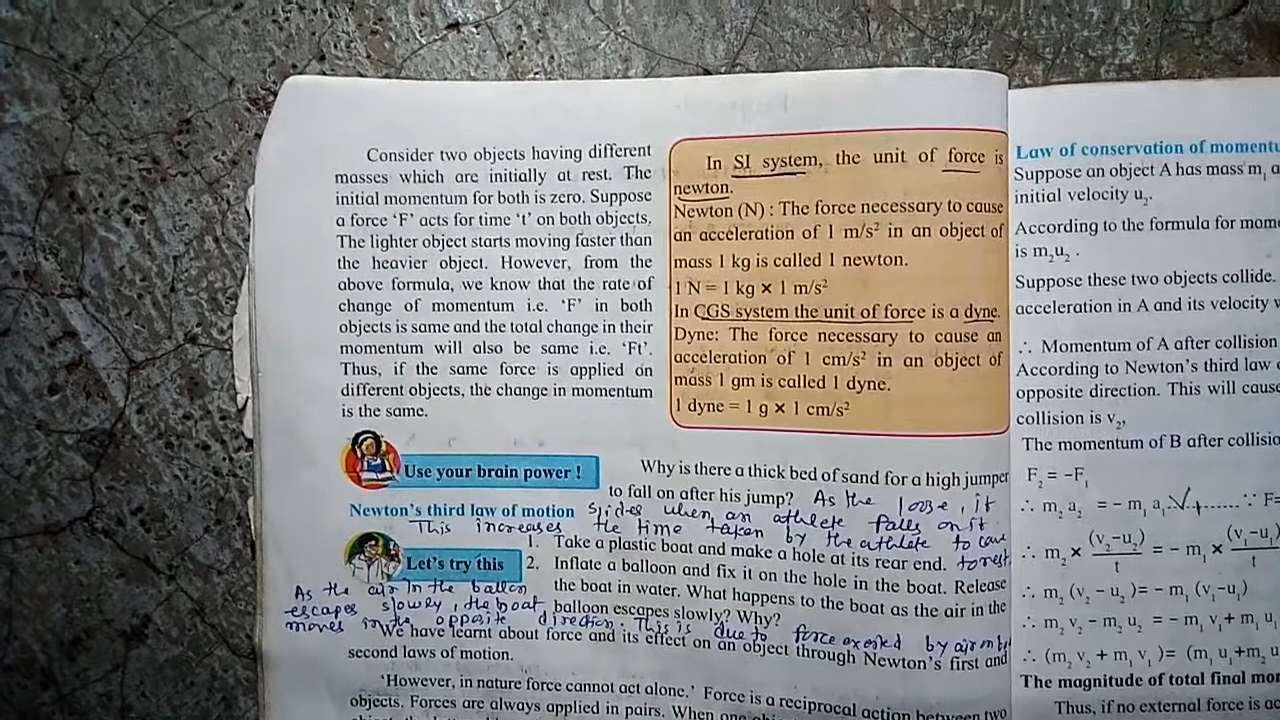 Consider two objects having different
masses which are initially at rest. The
initial momentum for both is zero. Suppose
a force ‘F’ acts for time ‘t’ on both objects.
The lighter object starts moving faster than
the heavier object. However, from the
above formula, we know that the rate of
change of momentum i.e. ‘F’ in both
objects is same and the total change in their
momentum will also be same i.e. ‘Ft’.
Thus, if the same force is applied on
different objects, the change in momentum
is the same.
In SI system, the unit of force is
newton.
Newton (N) : The force necessary to cause
an acceleration of 1 m/s² in an object of
mass 1 kg is called 1 newton.
1 N = 1 kg × 1 m/s²
In CGS system the unit of force is a dyne.
Dyne: The force necessary to cause an
acceleration of 1 cm/s² in an object of
mass 1 gm is called 1 dyne.
1 dyne = 1 g × 1 cm/s²
Use your brain power !
Why is there a thick bed of sand for a high jumper
to fall on after his jump? As the loose, it
slides when an athlete falls on it.
This increases the time taken by the athlete to
to rest
Newton’s third law of motion
Let’s try this
1. Take a plastic boat and make a hole at its rear end.
2. Inflate a balloon and fix it on the hole in the boat. Release
the boat in water. What happens to the boat as the air in the
balloon escapes slowly? Why?
As the air in the ballon
escapes slowly, the boat
moves in the opposite direction. This is due to force exerted by air
We have learnt about force and its effect on an object through Newton’s first and
second laws of motion.
‘However, in nature force cannot act alone.’ Force is a reciprocal action between two
objects. Forces are always applied in pairs. When one
Law of conservation of
Suppose an object A has mass m₁
initial velocity u₂.
According to the formula for
is m₂u₂ .
Suppose these two objects collide.
acceleration in A and its velocity
∴ Momentum of A after collision
According to Newton’s third law
opposite direction. This will
collision is v₂,
The momentum of B after
F₂ = −F₁
∴ m₂ a₂ = − m₁ a₁ ....... ∵ F=
∴ m₂ × (v₂−u₂)/t = − m₁ × (v₁−u₁)/t
∴ m₂ (v₂ − u₂) = − m₁ (v₁−u₁)
∴ m₂ v₂ − m₂ u₂ = − m₁ v₁ + m₁ u₁
∴ (m₂ v₂ + m₁ v₁) = (m₁ u₁+m₂ u
The magnitude of total final
Thus, if no external force is